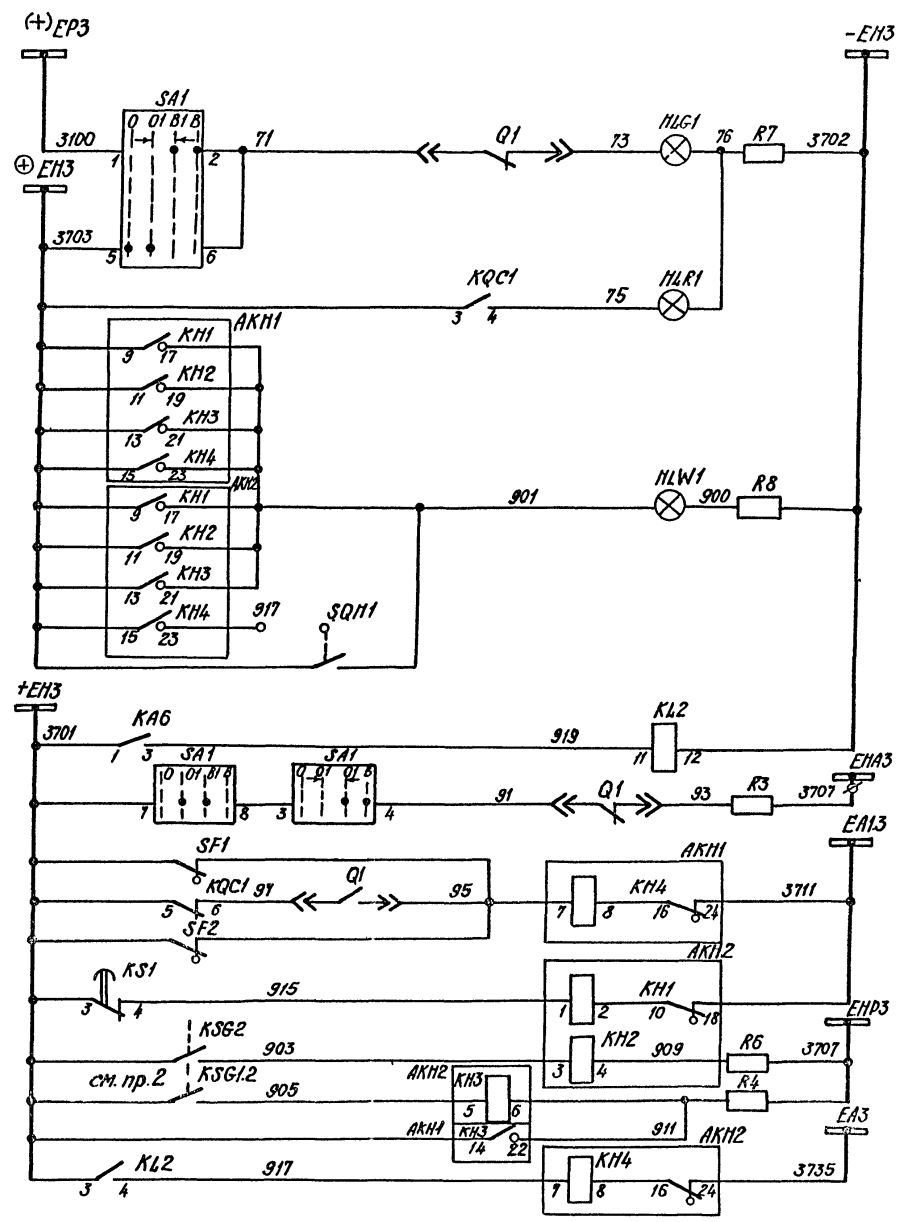 (+) EP3
-EH3
SA1
0 01 B1 B
3100 1 2 71 Q1 73 HLG1 76 R7 3702
⊕ EH3
3703 5 6
KQC1 75 HLR1
3 4
AKH1
KH1
9 17
KH2
11 19
KH3
13 21
KH4
15 23
AKH2
KH1 901 HLW1 900 R8
9 17
KH2
11 19
KH3
13 21
KH4 917 SQH1
15 23
+EH3
3701 KA6 919 KL2
1 3 11 12
SA1 SA1 EHA3
0 01 B1 B 0 01 01 B
7 8 3 4 91 Q1 93 R3 3707
EA13
SF1 AKH1
KQC1 97 Q1 95 KH4 3711
5 6 7 8 16 24
SF2
AKH2
KS1 915 KH1
3 4 1 2 10 18
EHP3
KSG2 903 KH2 909 R6 3707
3 4
см. пр. 2 KSG1.2 905 AKH2 KH3 R4
5 6
EA3
AKH1 KH3 911 AKH2
14 22
KL2 917 KH4 3735
3 4 7 8 16 24